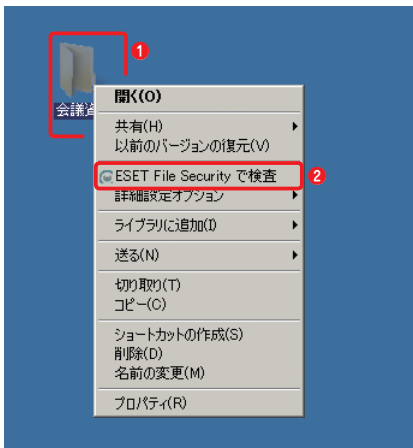 1
会議資
開く(O)
共有(H)
以前のバージョンの復元(V)
ESET File Security で検査
2
詳細設定オプション
ライブラリに追加(I)
送る(N)
切り取り(T)
コピー(C)
ショートカットの作成(S)
削除(D)
名前の変更(M)
プロパティ(R)